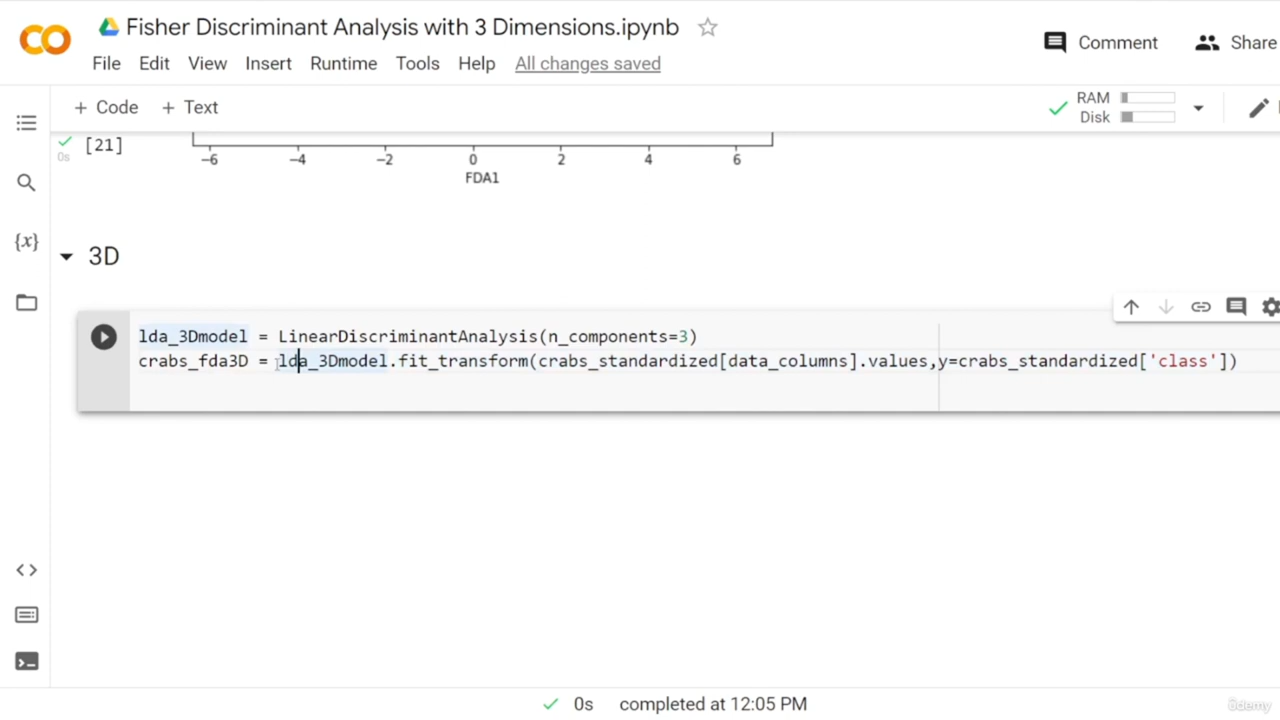 Fisher Discriminant Analysis with 3 Dimensions.ipynb
Comment
Share
File Edit View Insert Runtime Tools Help All changes saved
+ Code + Text
RAM
Disk
[21]
0s
-6 -4 -2 0 2 4 6
FDA1
{x}
3D
lda_3Dmodel = LinearDiscriminantAnalysis(n_components=3)
crabs_fda3D = lda_3Dmodel.fit_transform(crabs_standardized[data_columns].values,y=crabs_standardized['class'])
0s completed at 12:05 PM
ûdemy